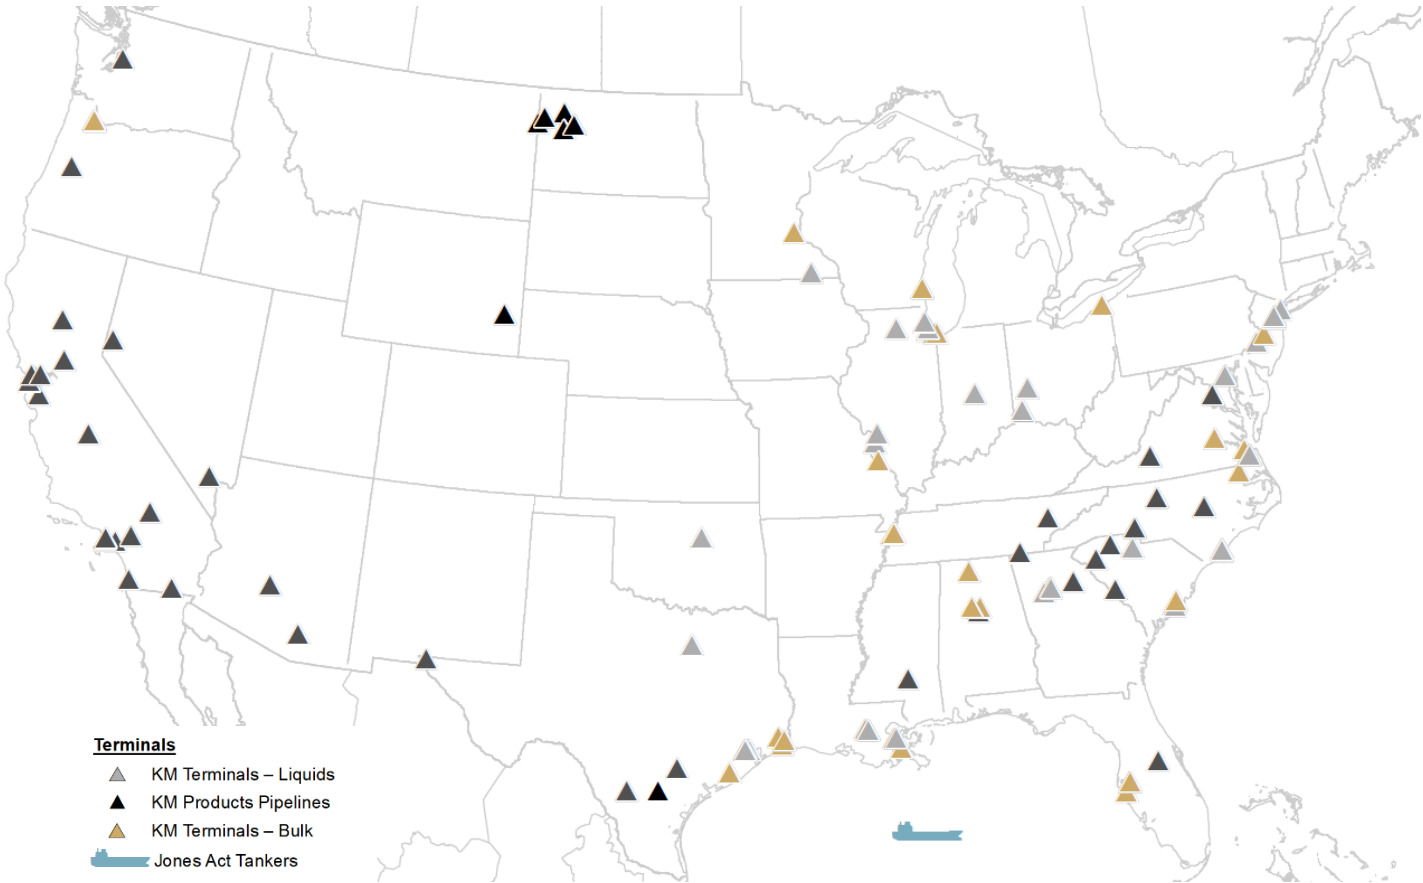 Terminals
KM Terminals – Liquids
KM Products Pipelines
KM Terminals – Bulk
Jones Act Tankers